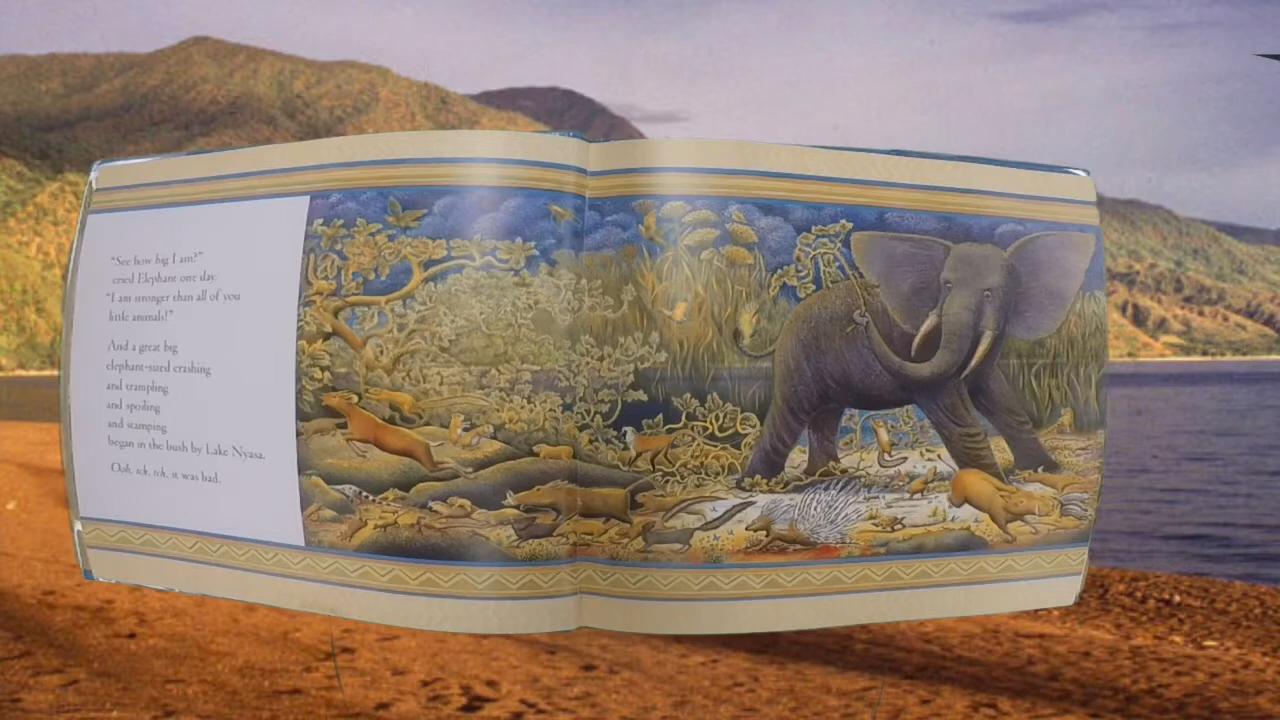 "See how big I am?"
cried Elephant one day.
"I am stronger than all of you
little animals!"
And a great big
elephant-sized crashing
and trampling
and spoiling
and stamping
began in the bush by Lake Nyasa.
Ooh, tch, tch, it was bad.